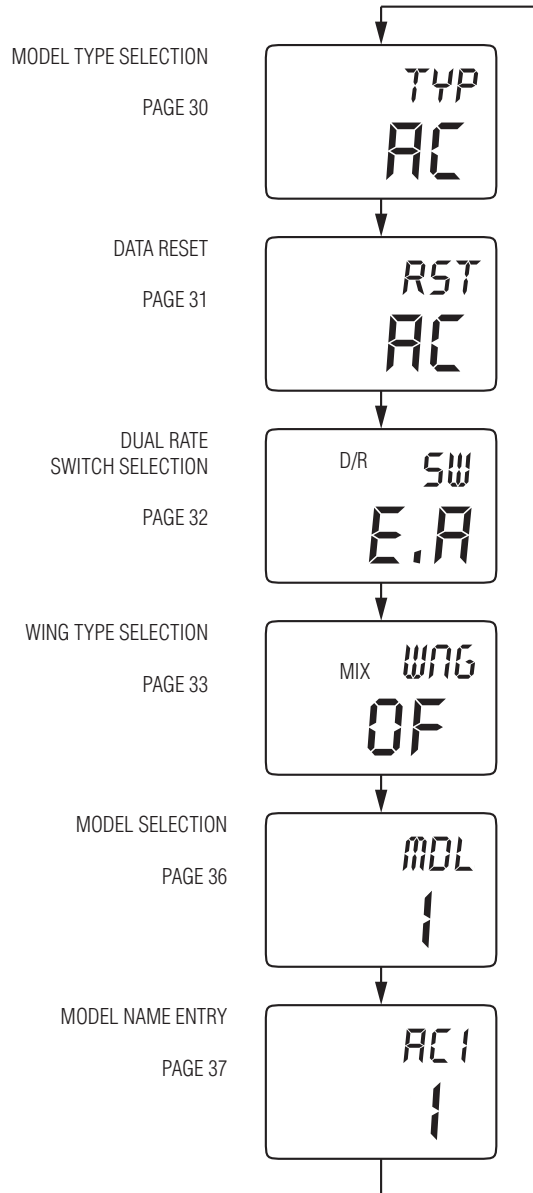 MODEL TYPE SELECTION
PAGE 30
TYP
AC
DATA RESET
PAGE 31
RST
AC
DUAL RATE
SWITCH SELECTION
PAGE 32
D/R SW
E.A
WING TYPE SELECTION
PAGE 33
MIX WNG
OF
MODEL SELECTION
PAGE 36
MDL
1
MODEL NAME ENTRY
PAGE 37
AC1
1